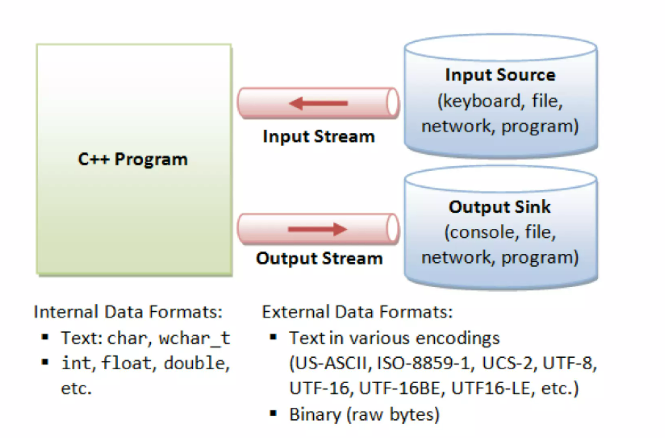 C++ Program
Input Stream
Input Source
(keyboard, file,
network, program)
Output Stream
Output Sink
(console, file,
network, program)
Internal Data Formats:
▪ Text: char, wchar_t
▪ int, float, double,
etc.
External Data Formats:
▪ Text in various encodings
(US-ASCII, ISO-8859-1, UCS-2, UTF-8,
UTF-16, UTF-16BE, UTF16-LE, etc.)
▪ Binary (raw bytes)